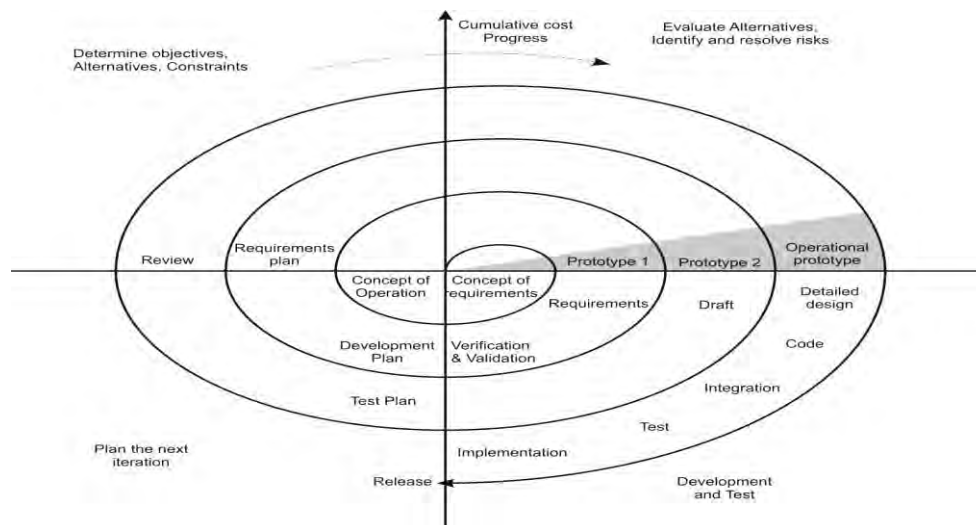 Cumulative cost
Progress
Evaluate Alternatives,
Identify and resolve risks
Determine objectives,
Alternatives, Constraints
Review
Requirements
plan
Prototype 1
Prototype 2
Operational
prototype
Concept of
Operation
Concept of
requirements
Requirements
Draft
Detailed
design
Development
Plan
Verification
& Validation
Code
Test Plan
Integration
Test
Plan the next
iteration
Implementation
Release
Development
and Test